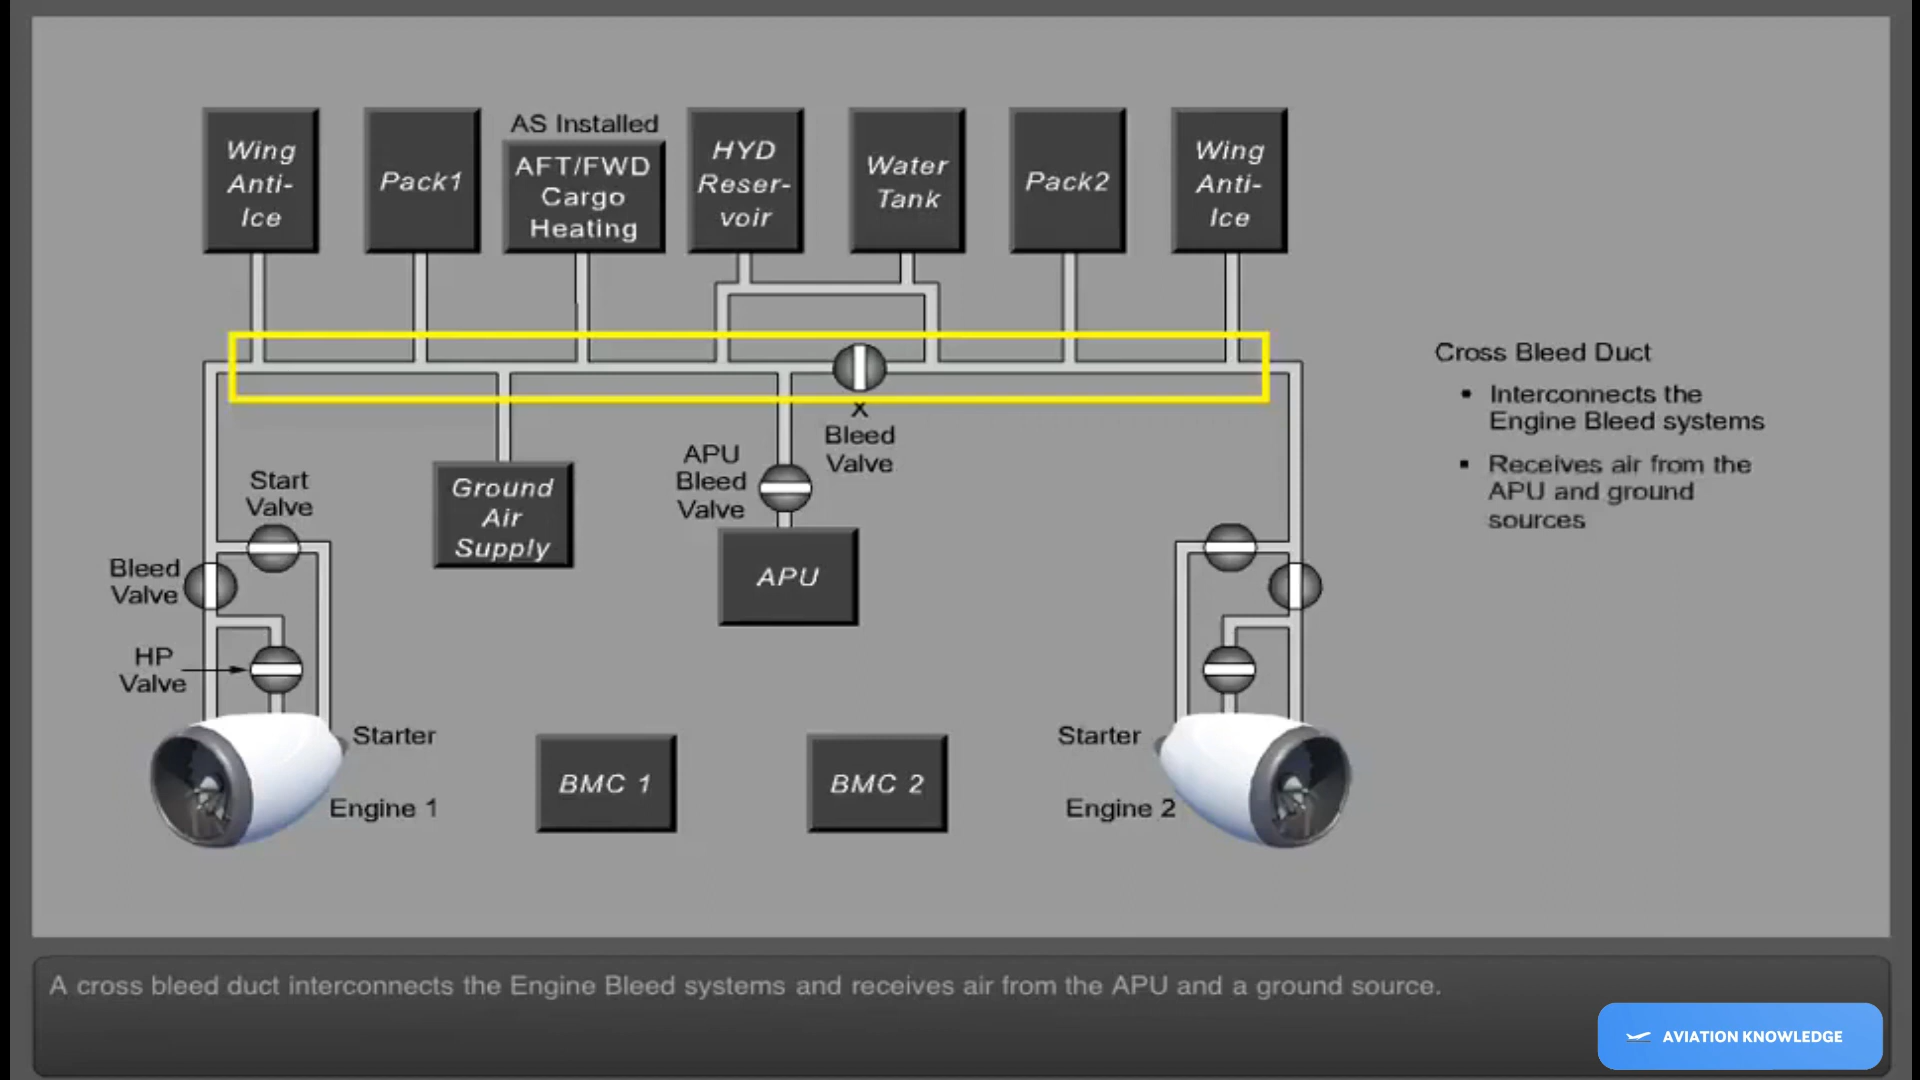 AS Installed
Wing
Anti-
Ice
Pack1
AFT/FWD
Cargo
Heating
HYD
Reser-
voir
Water
Tank
Pack2
Wing
Anti-
Ice
X
Bleed
Valve
APU
Bleed
Valve
Ground
Air
Supply
APU
Start
Valve
Bleed
Valve
HP
Valve
Starter
Engine 1
BMC 1
BMC 2
Starter
Engine 2
Cross Bleed Duct
▪ Interconnects the
Engine Bleed systems
▪ Receives air from the
APU and ground
sources
A cross bleed duct interconnects the Engine Bleed systems and receives air from the APU and a ground source.
AVIATION KNOWLEDGE